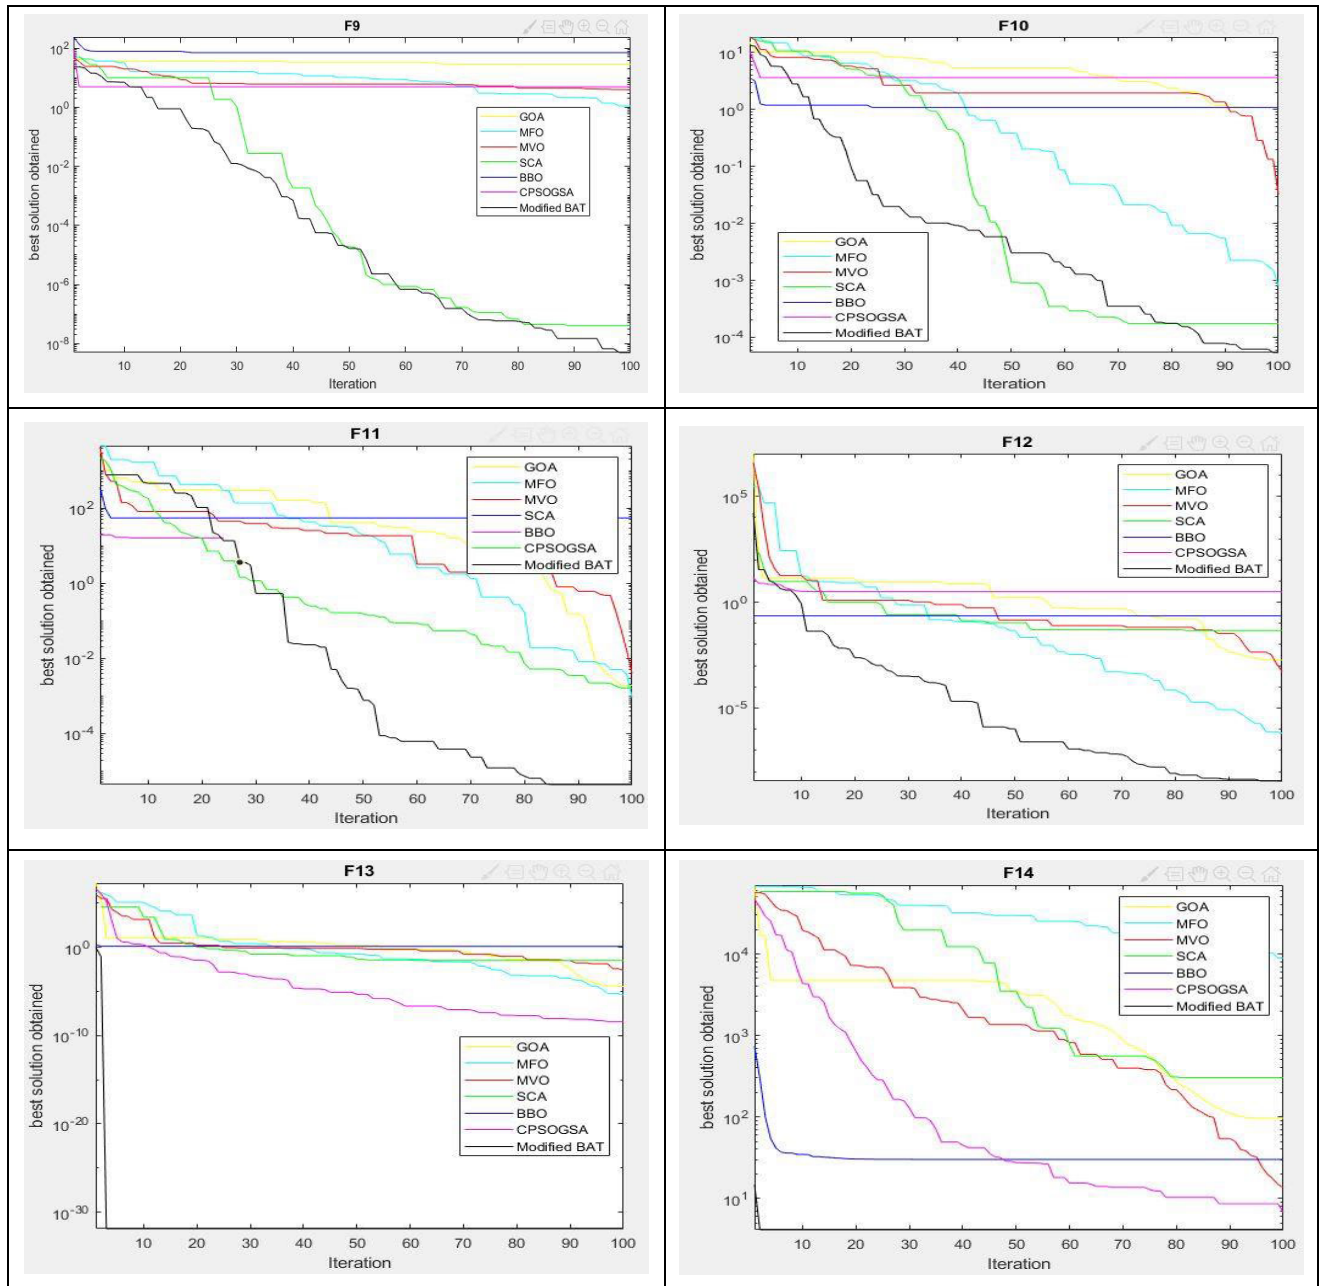 F9
best solution obtained
10^2
10^0
10^-2
10^-4
10^-6
10^-8
GOA
MFO
MVO
SCA
BBO
CPSOGSA
Modified BAT
10 20 30 40 50 60 70 80 90 100
Iteration
F10
best solution obtained
10^1
10^0
10^-1
10^-2
10^-3
10^-4
GOA
MFO
MVO
SCA
BBO
CPSOGSA
Modified BAT
10 20 30 40 50 60 70 80 90 100
Iteration
F11
best solution obtained
10^2
10^0
10^-2
10^-4
GOA
MFO
MVO
SCA
BBO
CPSOGSA
Modified BAT
10 20 30 40 50 60 70 80 90 100
Iteration
F12
best solution obtained
10^5
10^0
10^-5
GOA
MFO
MVO
SCA
BBO
CPSOGSA
Modified BAT
10 20 30 40 50 60 70 80 90 100
Iteration
F13
best solution obtained
10^0
10^-10
10^-20
10^-30
GOA
MFO
MVO
SCA
BBO
CPSOGSA
Modified BAT
10 20 30 40 50 60 70 80 90 100
Iteration
F14
best solution obtained
10^4
10^3
10^2
10^1
GOA
MFO
MVO
SCA
BBO
CPSOGSA
Modified BAT
10 20 30 40 50 60 70 80 90 100
Iteration